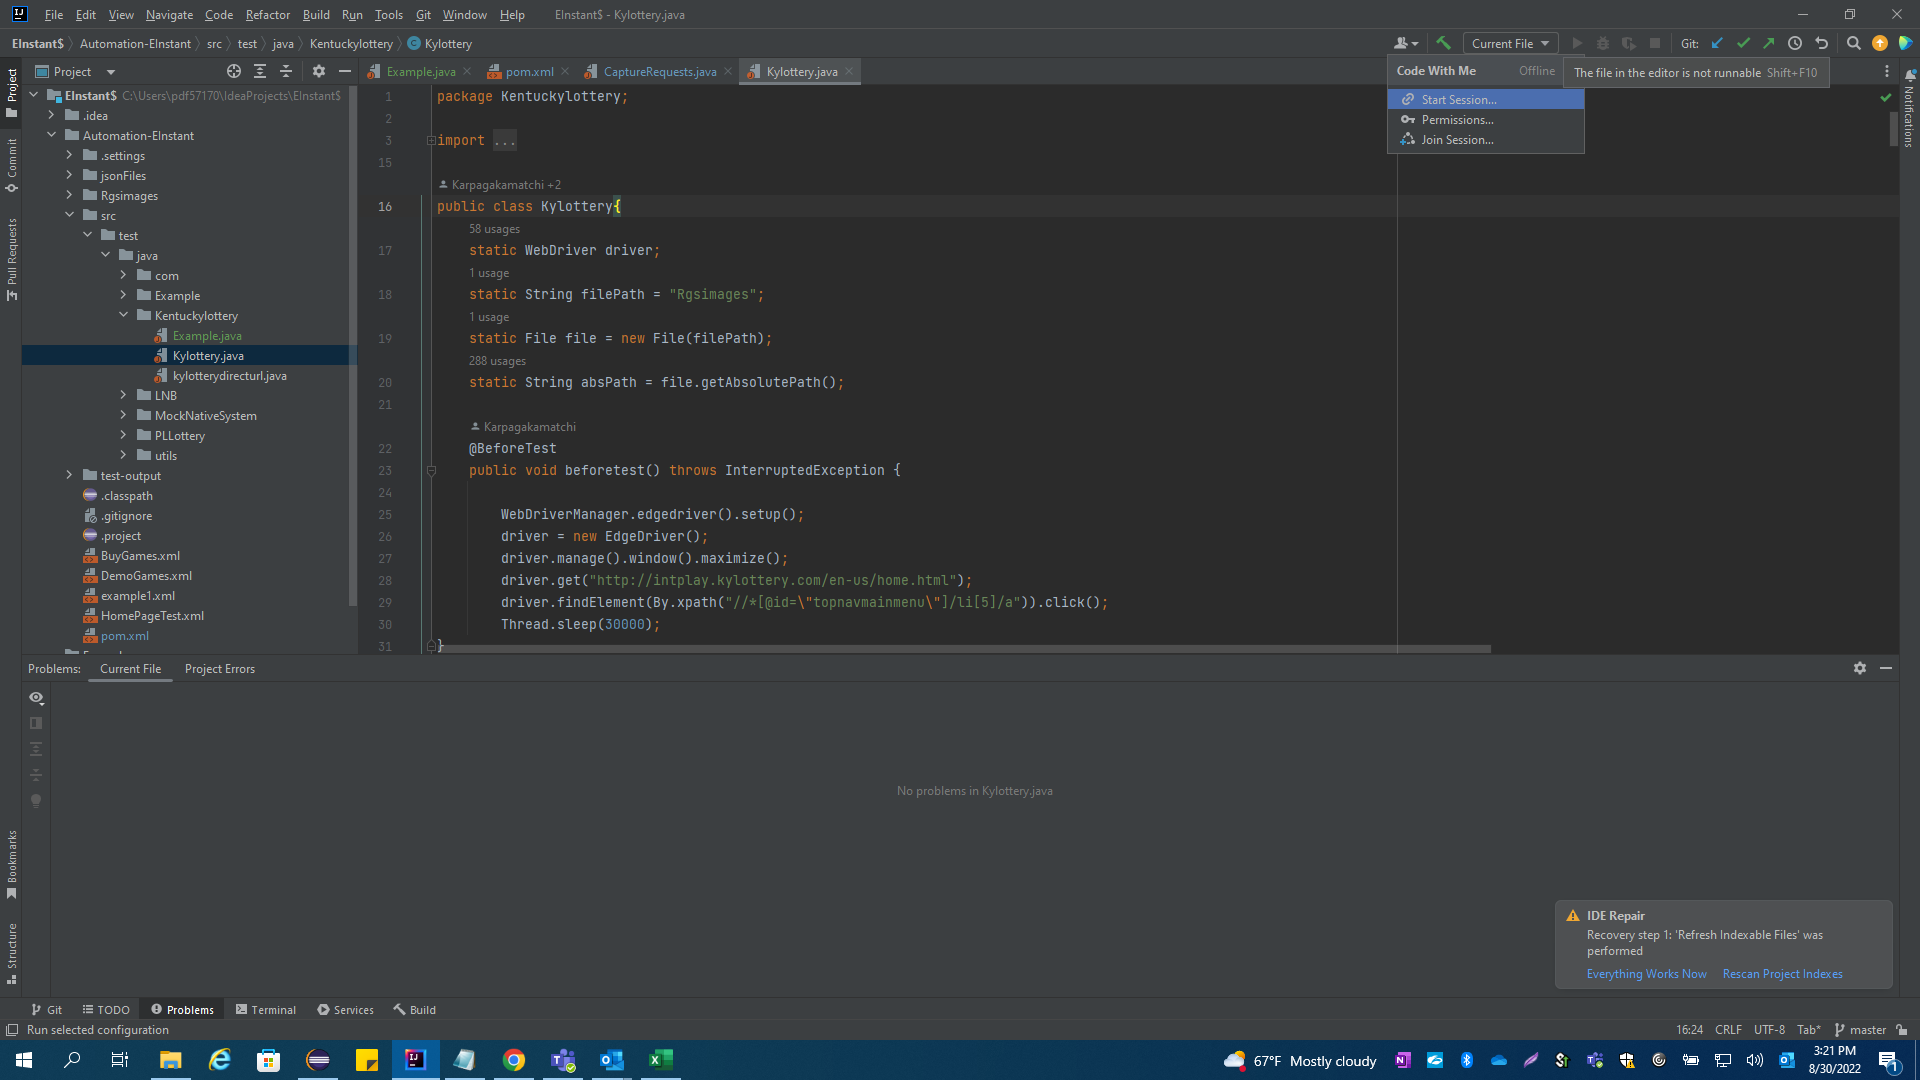 File Edit View Navigate Code Refactor Build Run Tools Git Window Help EInstant$ - Kylottery.java
EInstant$ Automation-EInstant src test java Kentuckylottery Kylottery
Current File Git:
Project
Example.java pom.xml CaptureRequests.java Kylottery.java
Code With Me Offline
The file in the editor is not runnable Shift+F10
Start Session...
Permissions...
Join Session...
Project
Commit
Pull Requests
Bookmarks
Structure
Notifications
EInstant$ C:\Users\pdf57170\IdeaProjects\EInstant$
.idea
Automation-EInstant
.settings
jsonFiles
Rgsimages
src
test
java
com
Example
Kentuckylottery
Example.java
Kylottery.java
kylotterydirecturl.java
LNB
MockNativeSystem
PLLottery
utils
test-output
.classpath
.gitignore
.project
BuyGames.xml
DemoGames.xml
example1.xml
HomePageTest.xml
pom.xml
1 package Kentuckylottery;
2
3 import ...
15
Karpagakamatchi +2
16 public class Kylottery{
58 usages
17 static WebDriver driver;
1 usage
18 static String filePath = "Rgsimages";
1 usage
19 static File file = new File(filePath);
288 usages
20 static String absPath = file.getAbsolutePath();
21
Karpagakamatchi
22 @BeforeTest
23 public void beforetest() throws InterruptedException {
24
25 WebDriverManager.edgedriver().setup();
26 driver = new EdgeDriver();
27 driver.manage().window().maximize();
28 driver.get("http://intplay.kylottery.com/en-us/home.html");
29 driver.findElement(By.xpath("//*[@id=\"topnavmainmenu\"]/li[5]/a")).click();
30 Thread.sleep(30000);
31 }
Problems: Current File Project Errors
No problems in Kylottery.java
IDE Repair
Recovery step 1: 'Refresh Indexable Files' was
performed
Everything Works Now Rescan Project Indexes
Git TODO Problems Terminal Services Build
Run selected configuration 16:24 CRLF UTF-8 Tab* master
67°F Mostly cloudy
3:21 PM
8/30/2022
1